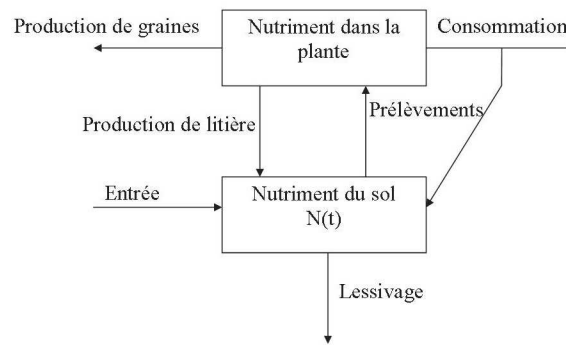 Production de graines
Nutriment dans la
plante
Consommation
Production de litière
Prélèvements
Entrée
Nutriment du sol
N(t)
Lessivage